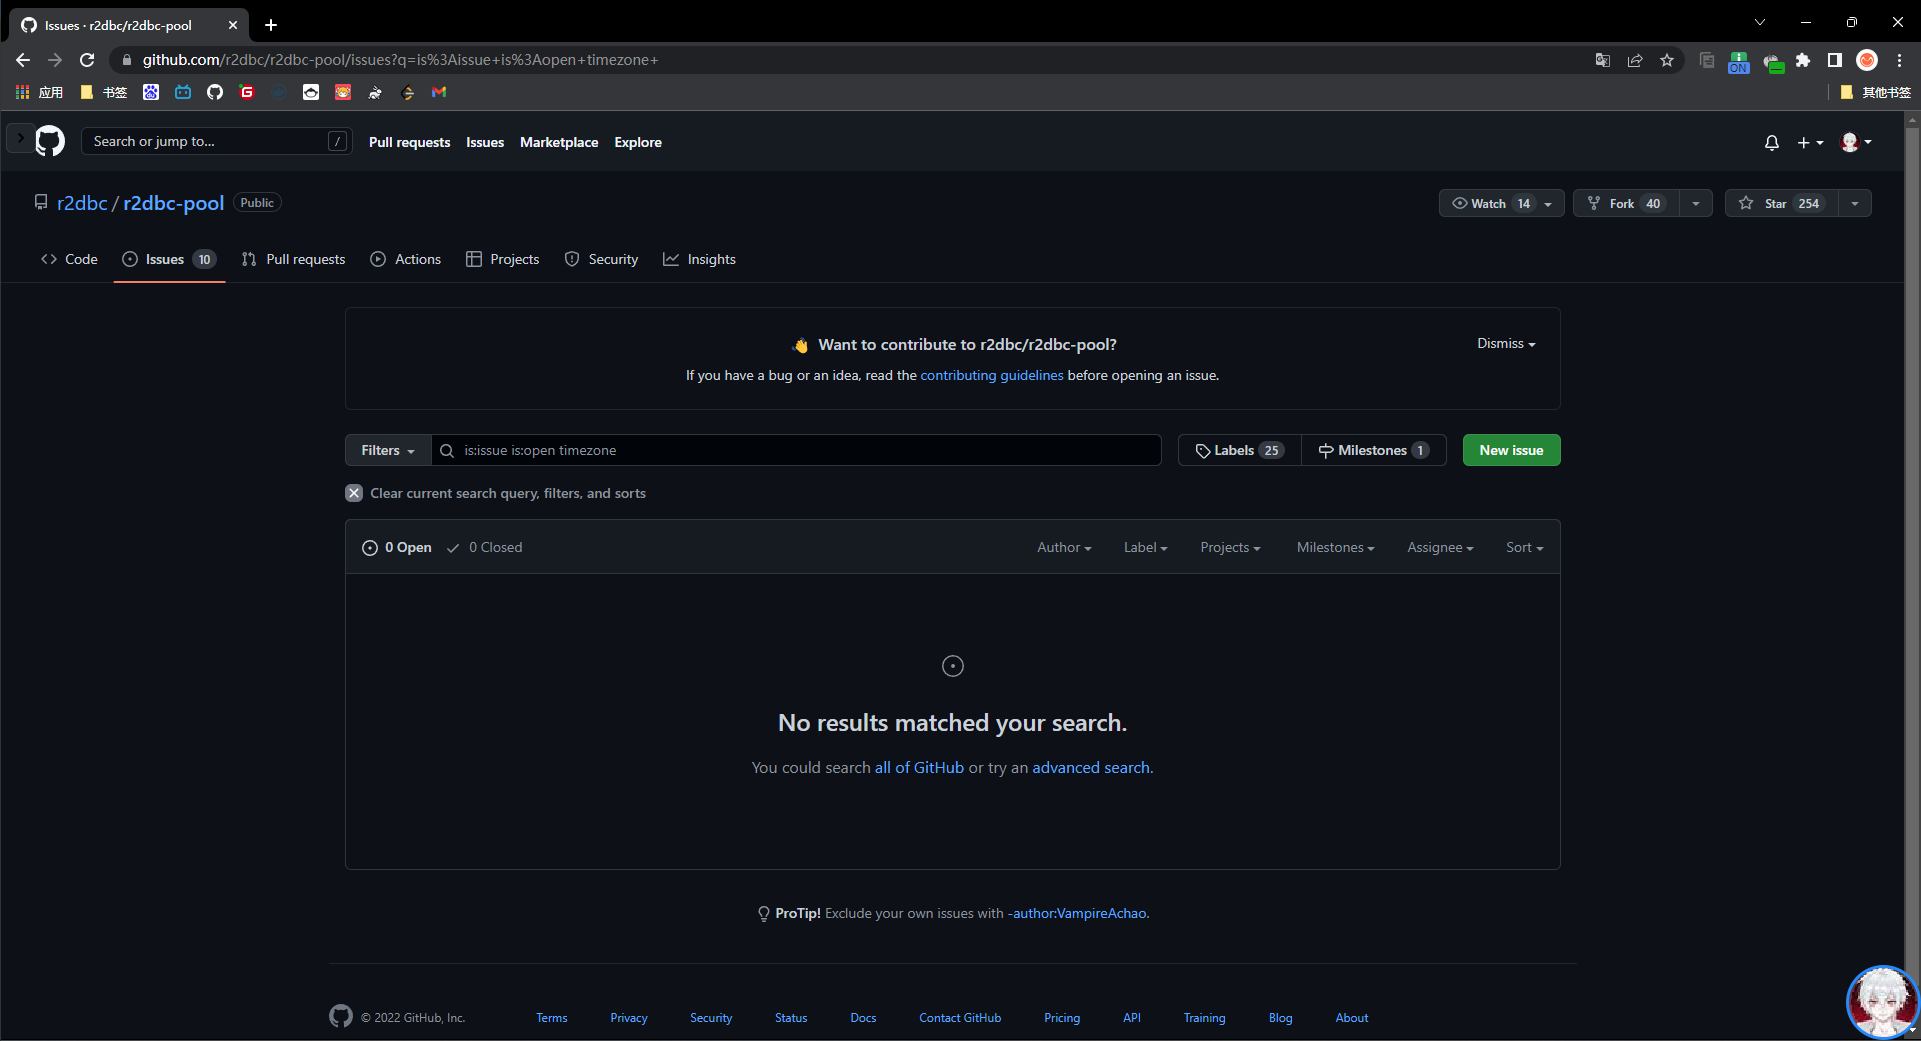 Issues · r2dbc/r2dbc-pool
github.com/r2dbc/r2dbc-pool/issues?q=is%3Aissue+is%3Aopen+timezone+
ON
应用 书签 其他书签
Search or jump to... / Pull requests Issues Marketplace Explore
r2dbc / r2dbc-pool Public Watch 14 Fork 40 Star 254
Code Issues 10 Pull requests Actions Projects Security Insights
Want to contribute to r2dbc/r2dbc-pool? Dismiss
If you have a bug or an idea, read the contributing guidelines before opening an issue.
Filters is:issue is:open timezone Labels 25 Milestones 1 New issue
Clear current search query, filters, and sorts
0 Open 0 Closed Author Label Projects Milestones Assignee Sort
No results matched your search.
You could search all of GitHub or try an advanced search.
ProTip! Exclude your own issues with -author:VampireAchao.
© 2022 GitHub, Inc. Terms Privacy Security Status Docs Contact GitHub Pricing API Training Blog About